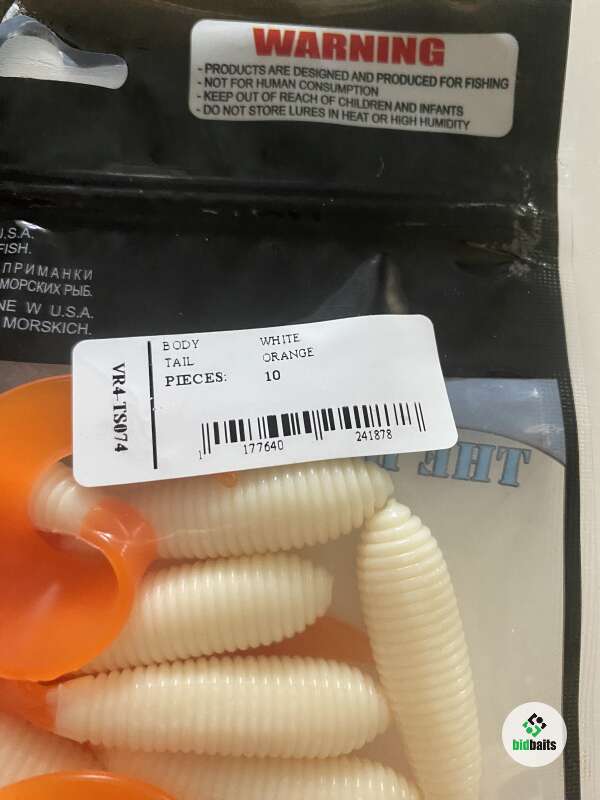 WARNING
- PRODUCTS ARE DESIGNED AND PRODUCED FOR FISHING
- NOT FOR HUMAN CONSUMPTION
- KEEP OUT OF REACH OF CHILDREN AND INFANTS
- DO NOT STORE LURES IN HEAT OR HIGH HUMIDITY
U.S.A.
FISH.
ПРИМАНКИ
МОРСКИХ РЫБ.
NE W U.S.A.
MORSKICH.
VR4-TS074
BODY WHITE
TAIL ORANGE
PIECES: 10
1 177640 241878
THE
bidbaits